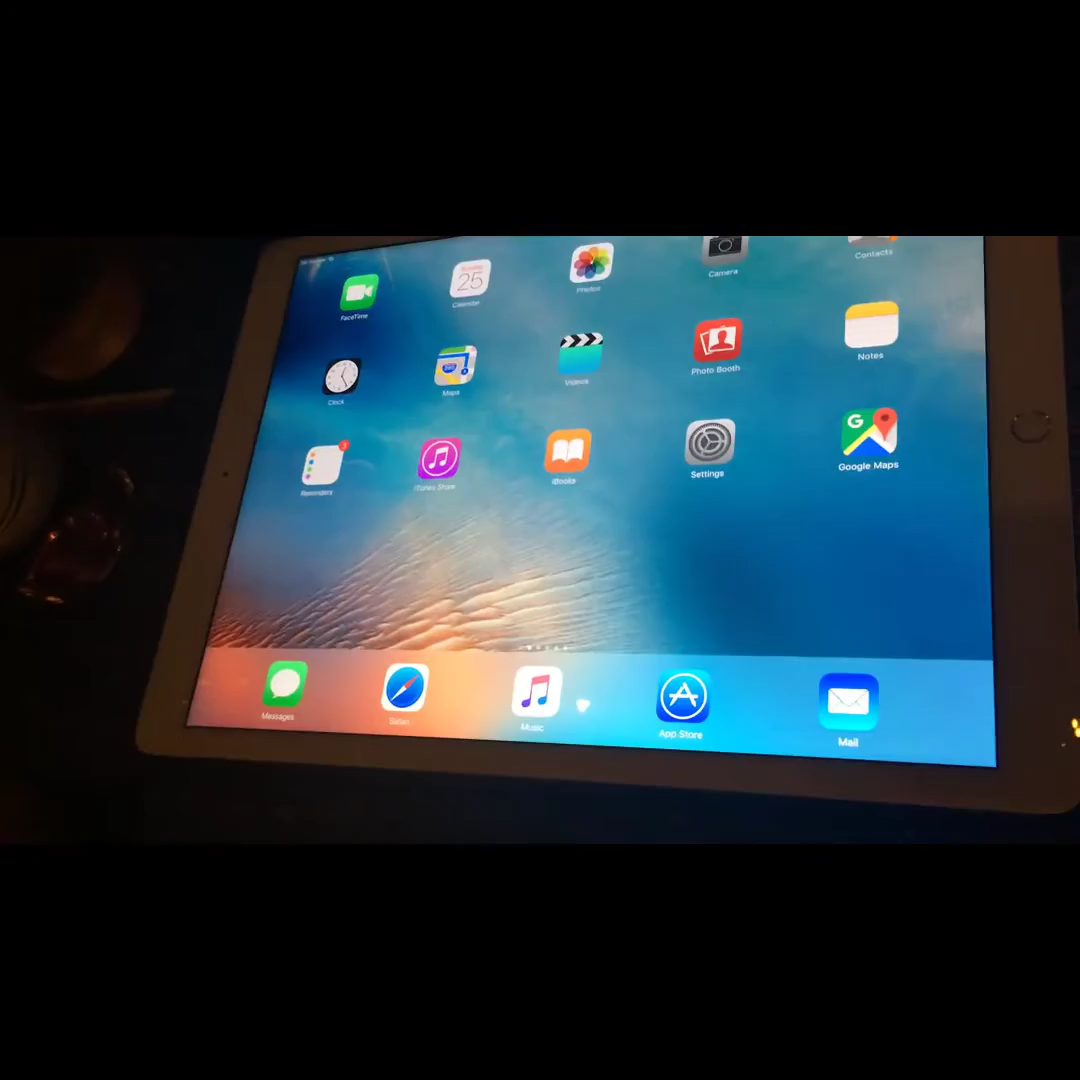 FaceTime
25
Calendar
Photos
Camera
Contacts
Clock
Maps
Videos
Photo Booth
Notes
Reminders
iTunes Store
iBooks
Settings
G
Google Maps
Messages
Safari
Music
App Store
Mail